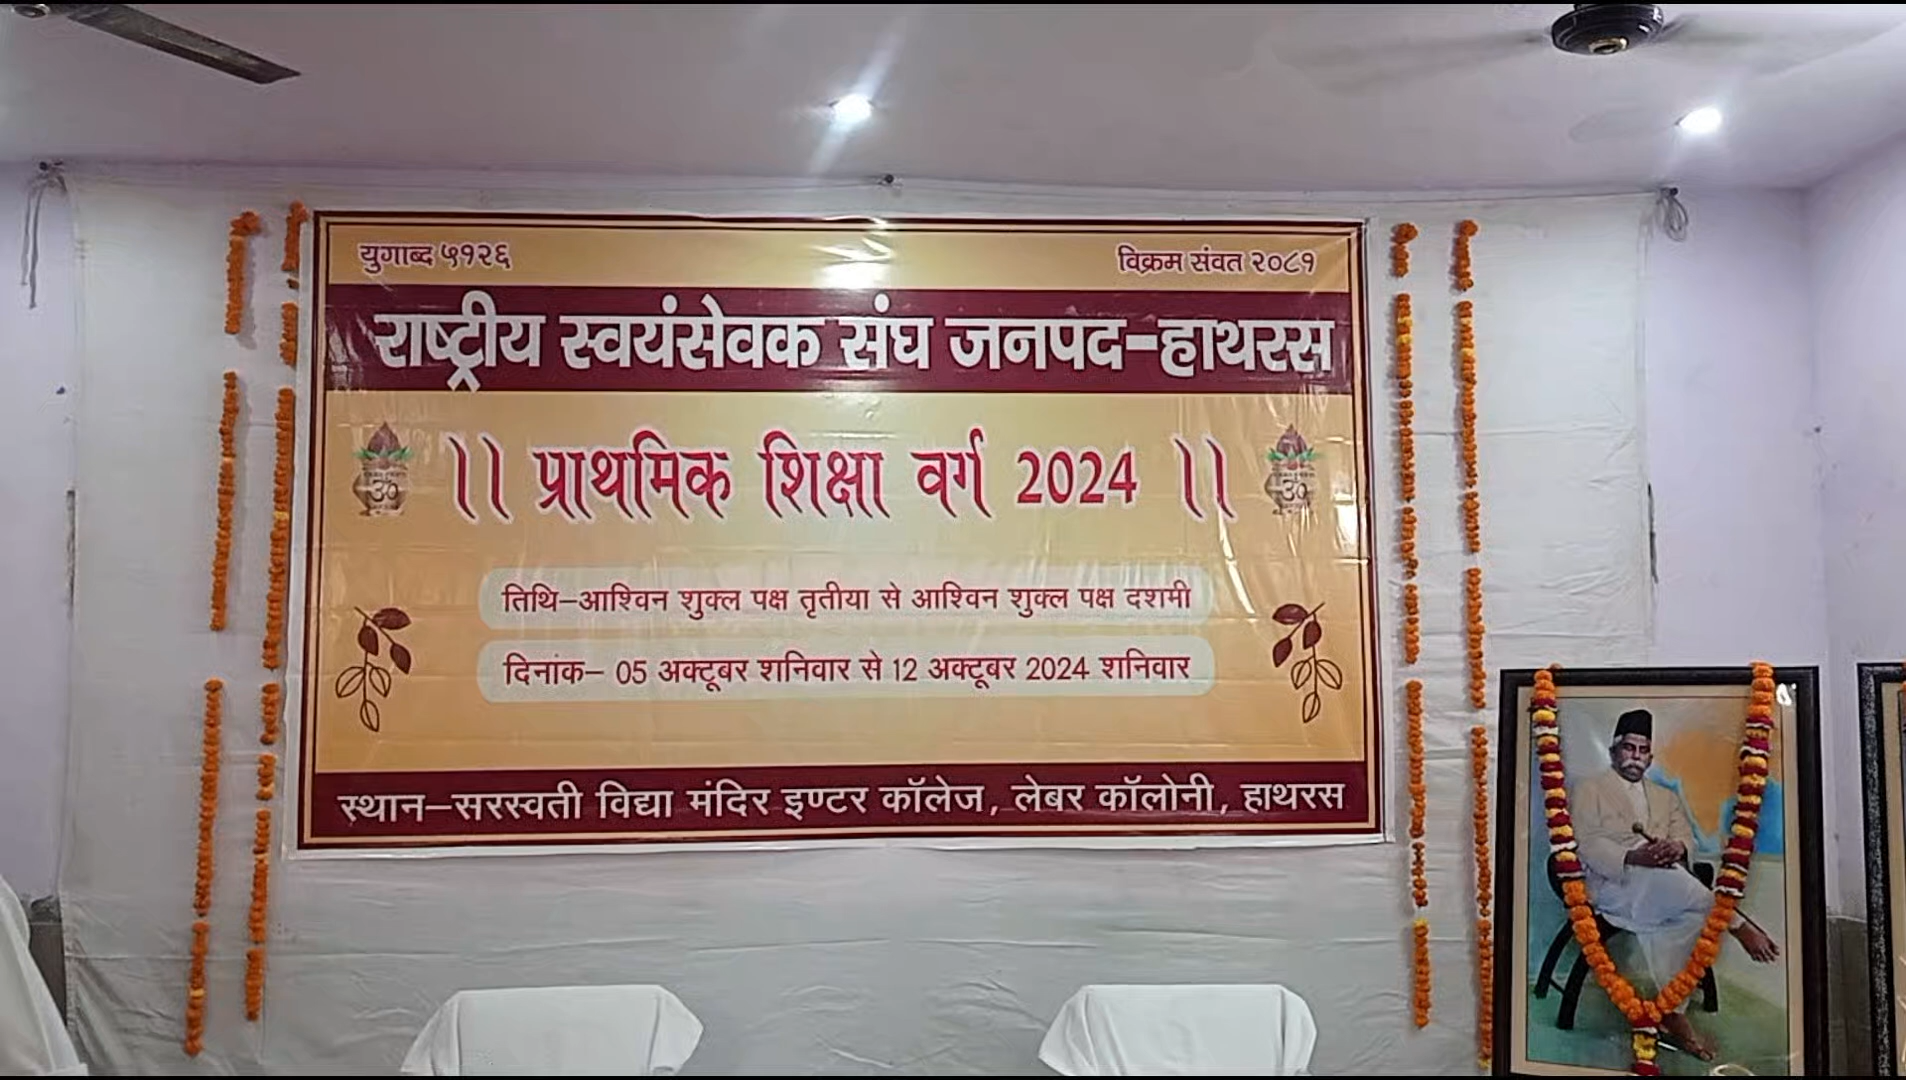 युगाब्द ५१२६
विक्रम संवत २०८१
राष्ट्रीय स्वयंसेवक संघ जनपद-हाथरस
।। प्राथमिक शिक्षा वर्ग 2024 ।।
ॐ
ॐ
तिथि–आश्विन शुक्ल पक्ष तृतीया से आश्विन शुक्ल पक्ष दशमी
दिनांक– 05 अक्टूबर शनिवार से 12 अक्टूबर 2024 शनिवार
स्थान–सरस्वती विद्या मंदिर इण्टर कॉलेज, लेबर कॉलोनी, हाथरस